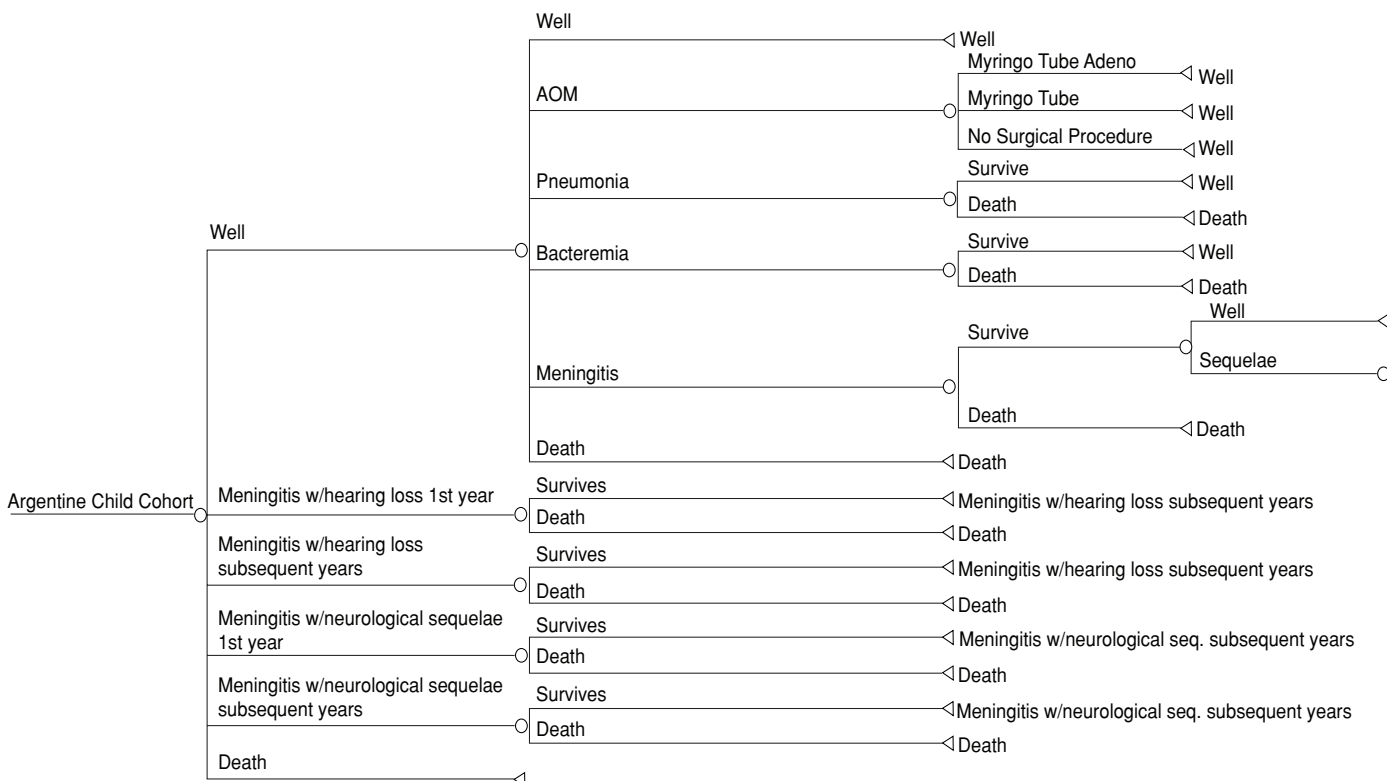 Well
Well
Myringo Tube Adeno
Well
AOM
Myringo Tube
Well
No Surgical Procedure
Well
Survive
Pneumonia
Well
Death
Death
Well
Survive
Bacteremia
Well
Death
Death
Well
Survive
Sequelae
Meningitis
Death
Death
Death
Death
Argentine Child Cohort
Meningitis w/hearing loss 1st year
Survives
Meningitis w/hearing loss subsequent years
Death
Death
Meningitis w/hearing loss
subsequent years
Survives
Meningitis w/hearing loss subsequent years
Death
Death
Meningitis w/neurological sequelae
1st year
Survives
Meningitis w/neurological seq. subsequent years
Death
Death
Meningitis w/neurological sequelae
subsequent years
Survives
Meningitis w/neurological seq. subsequent years
Death
Death
Death